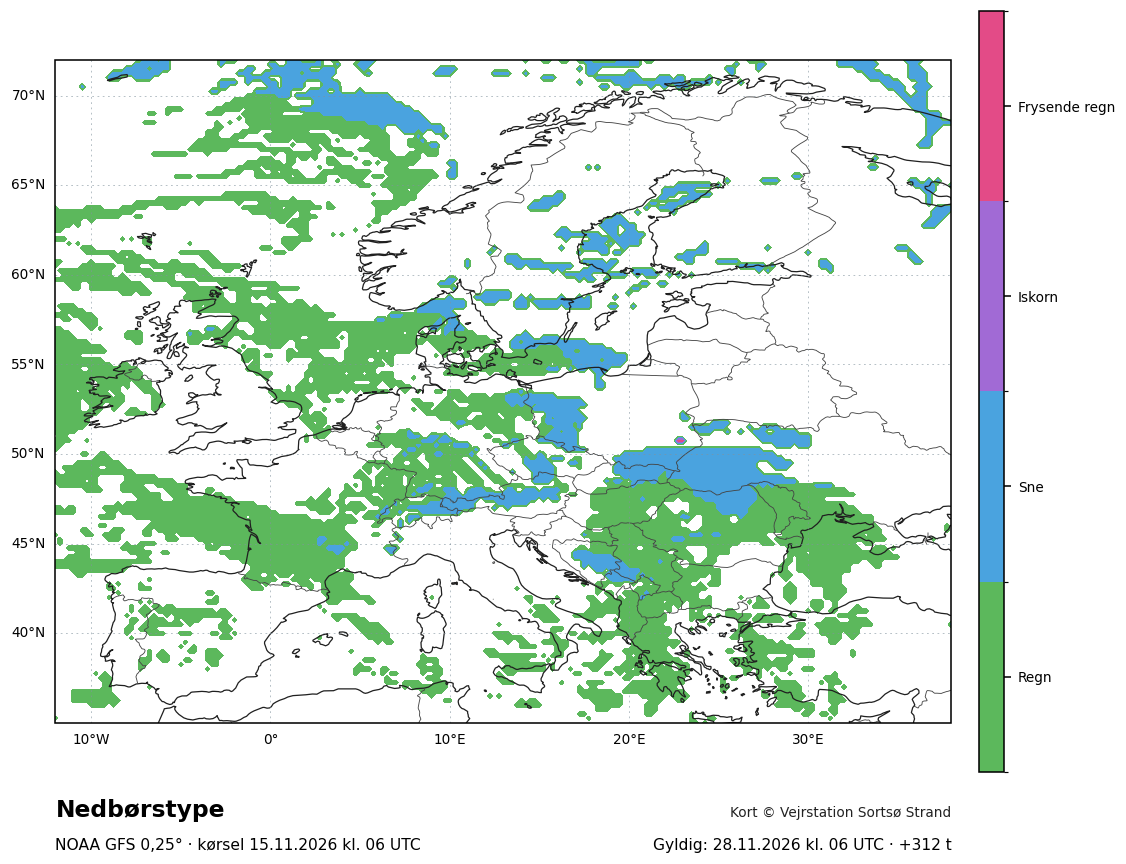 Frysende regn
Iskorn
Sne
Regn
70°N
65°N
60°N
55°N
50°N
45°N
40°N
10°W
0°
10°E
20°E
30°E
Nedbørstype
Kort © Vejrstation Sortsø Strand
NOAA GFS 0,25° · kørsel 15.11.2026 kl. 06 UTC
Gyldig: 28.11.2026 kl. 06 UTC · +312 t